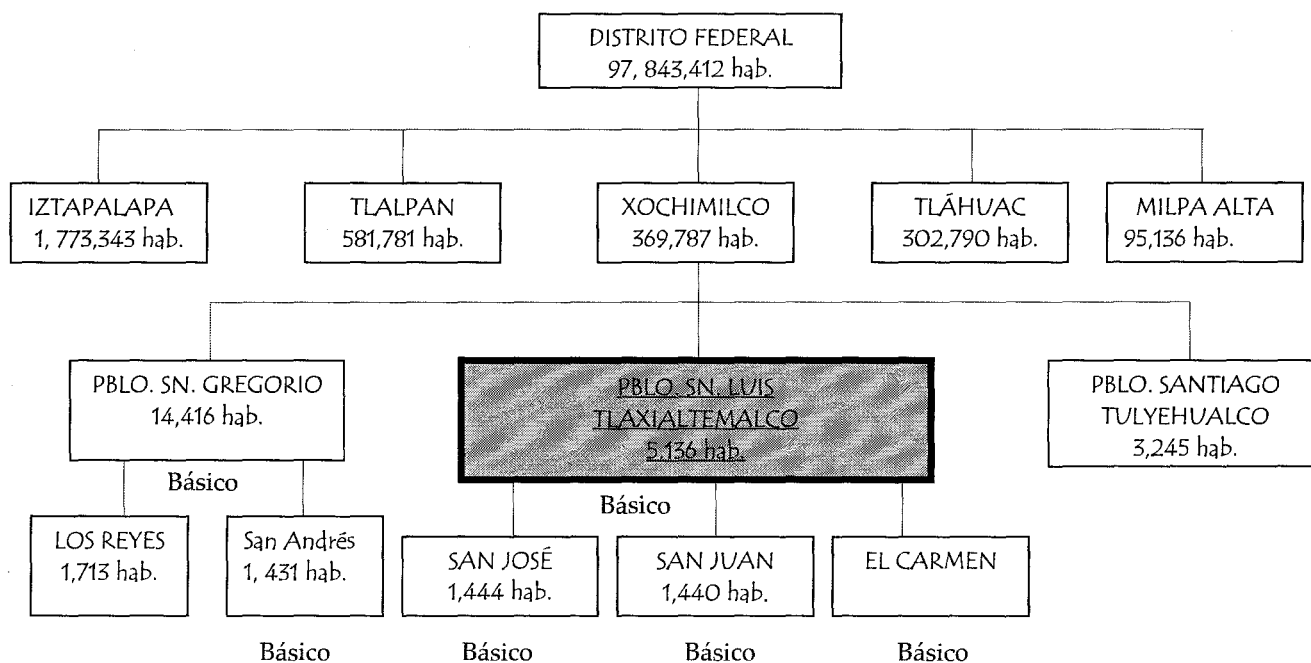 DISTRITO FEDERAL
97, 843,412 hab.
IZTAPALAPA
1, 773,343 hab.
TLALPAN
581,781 hab.
XOCHIMILCO
369,787 hab.
TLÁHUAC
302,790 hab.
MILPA ALTA
95,136 hab.
PBLO. SN. GREGORIO
14,416 hab.
PBLO. SN. LUIS
TLAXIALTEMALCO
5,136 hab.
PBLO. SANTIAGO
TULYEHUALCO
3,245 hab.
Básico
Básico
LOS REYES
1,713 hab.
San Andrés
1, 431 hab.
SAN JOSÉ
1,444 hab.
SAN JUAN
1,440 hab.
EL CARMEN
Básico
Básico
Básico
Básico